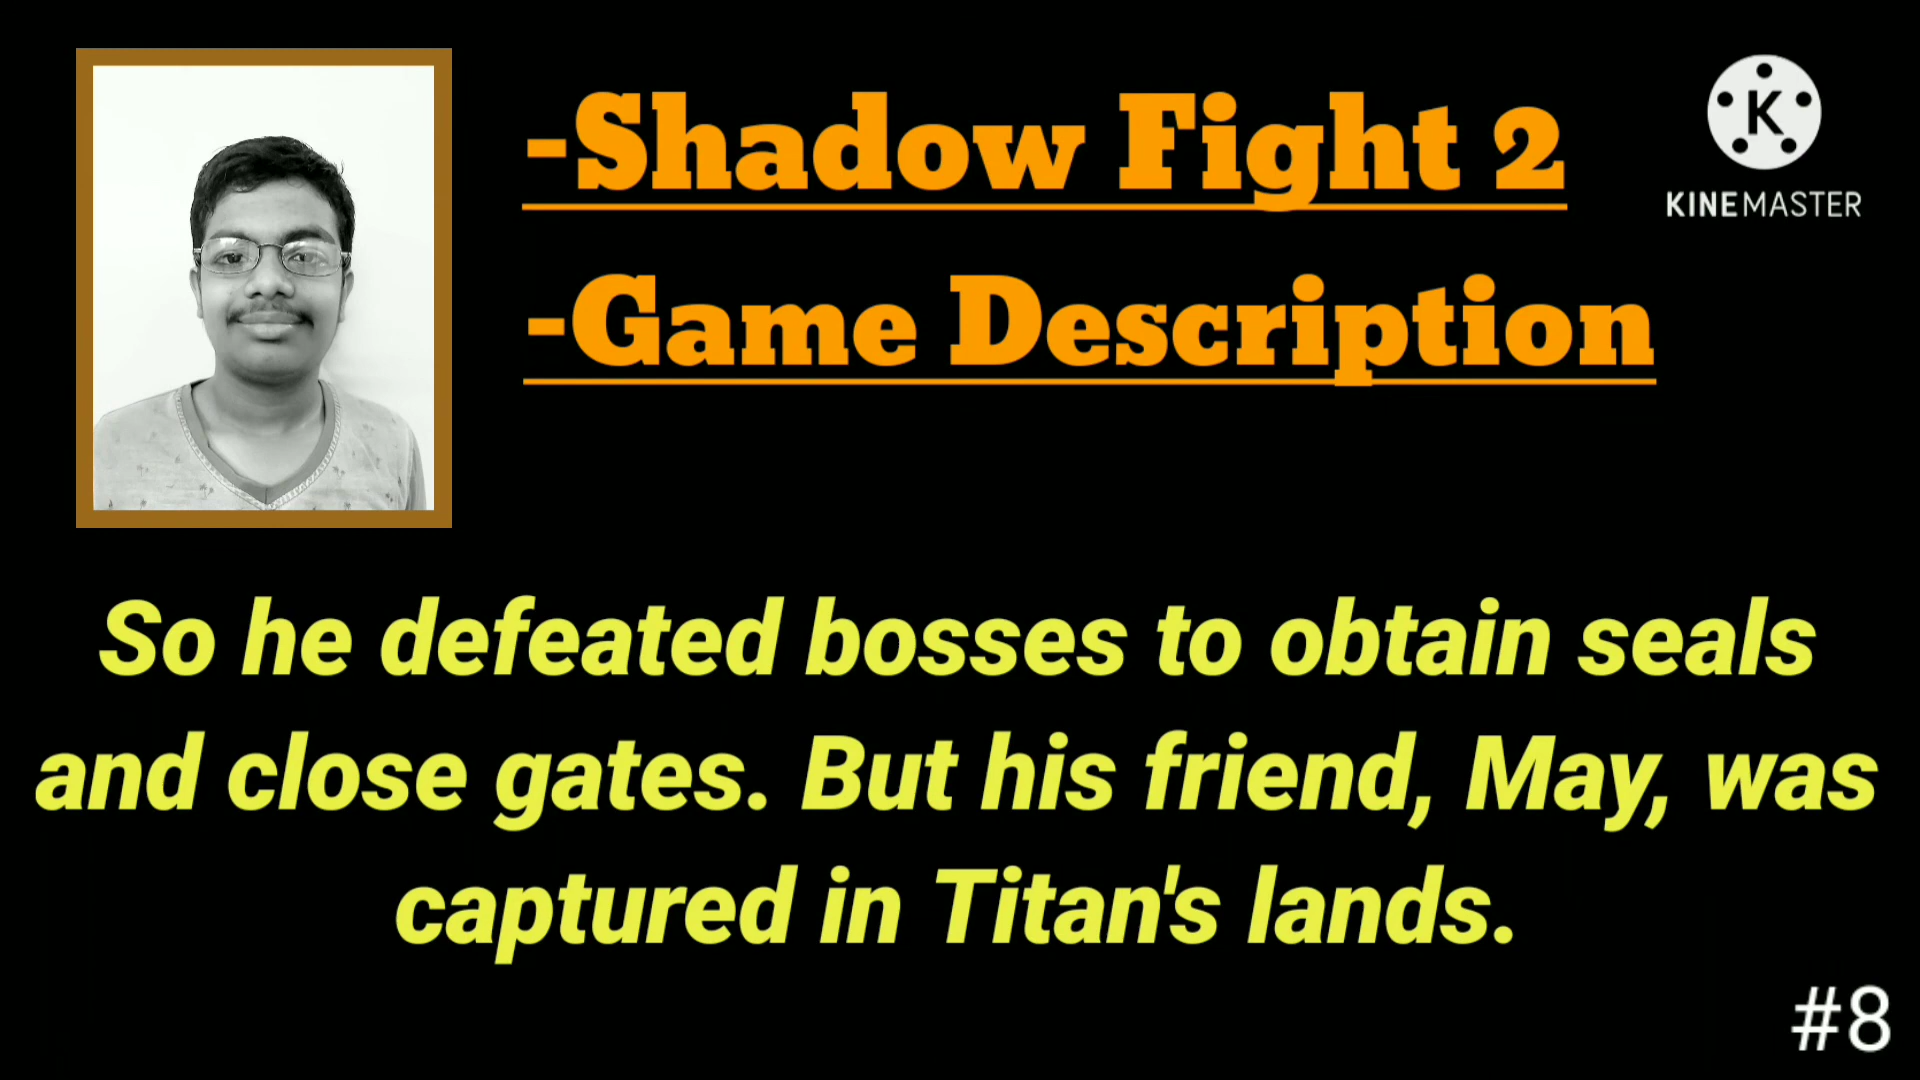 -Shadow Fight 2
K
KINEMASTER
-Game Description
So he defeated bosses to obtain seals
and close gates. But his friend, May, was
captured in Titan's lands.
#8